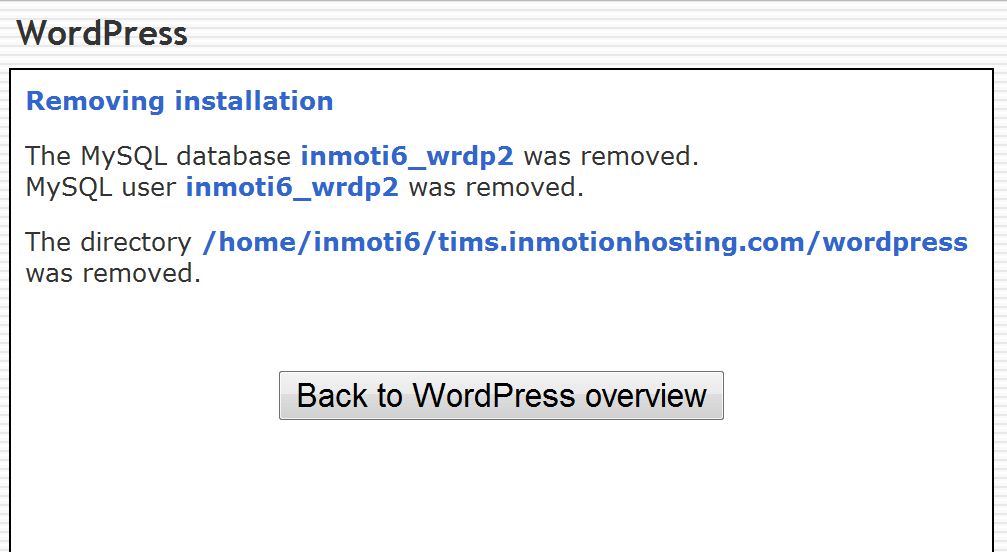 WordPress
Removing installation
The MySQL database inmoti6_wrdp2 was removed.
MySQL user inmoti6_wrdp2 was removed.
The directory /home/inmoti6/tims.inmotionhosting.com/wordpress
was removed.
Back to WordPress overview